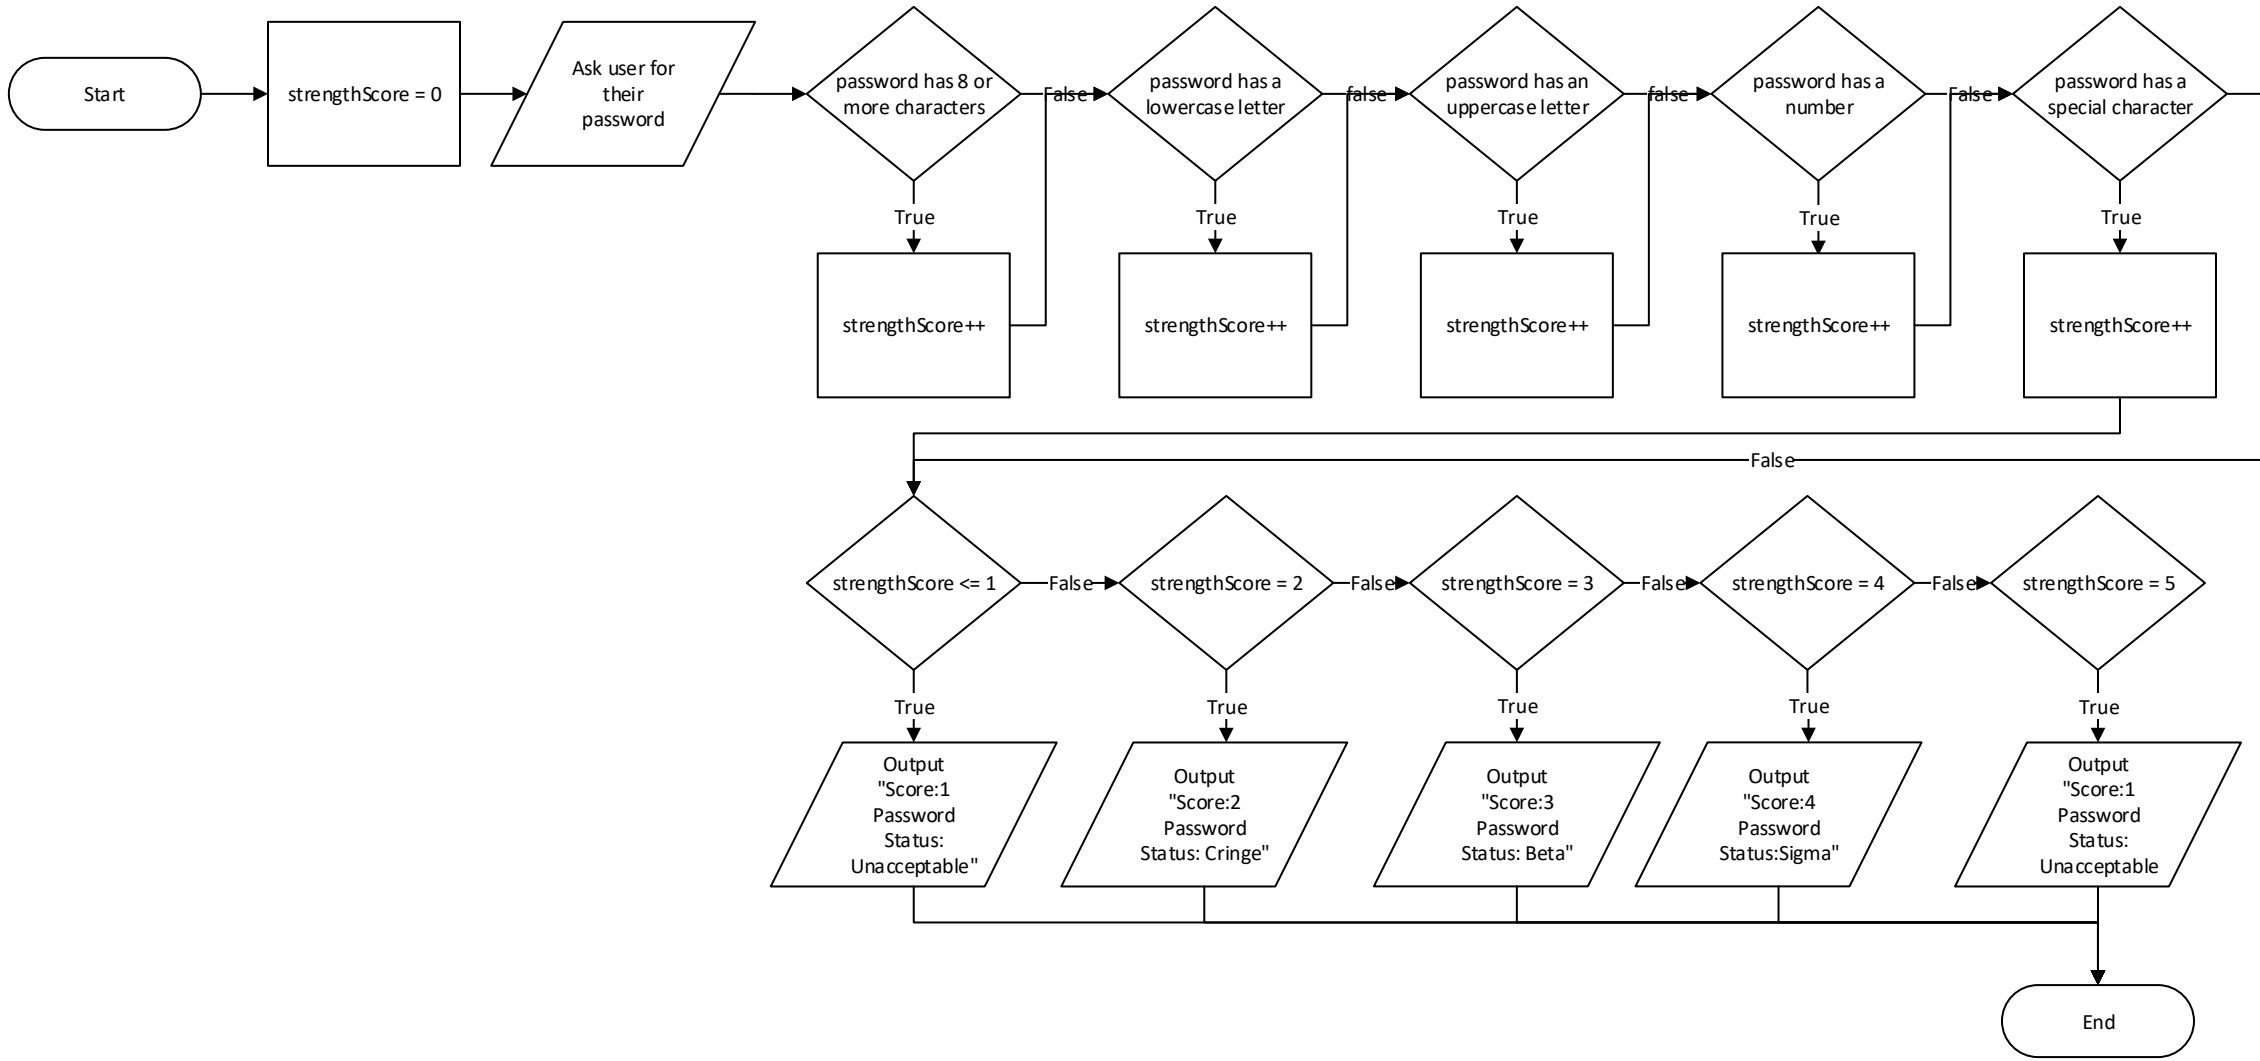 Start
strengthScore = 0
Ask user for
their
password
password has 8 or
more characters
False
password has a
lowercase letter
false
password has an
uppercase letter
false
password has a
number
False
password has a
special character
True
True
True
True
True
strengthScore++
strengthScore++
strengthScore++
strengthScore++
strengthScore++
False
strengthScore <= 1
False
strengthScore = 2
False
strengthScore = 3
False
strengthScore = 4
False
strengthScore = 5
True
True
True
True
True
Output
"Score:1
Password
Status:
Unacceptable"
Output
"Score:2
Password
Status: Cringe"
Output
"Score:3
Password
Status: Beta"
Output
"Score:4
Password
Status:Sigma"
Output
"Score:1
Password
Status:
Unacceptable
End